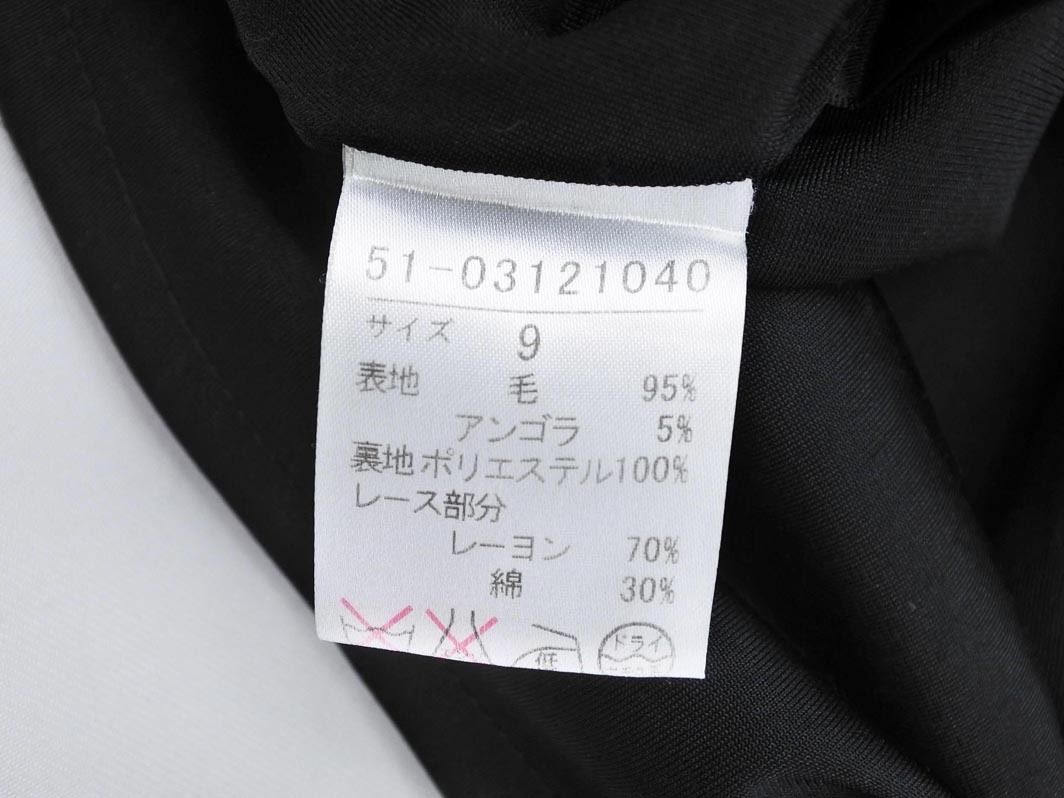 51-03121040
サイズ 9
表地 毛 95%
アンゴラ 5%
裏地 ポリエステル100%
レース部分
レーヨン 70%
綿 30%
低 ドライ